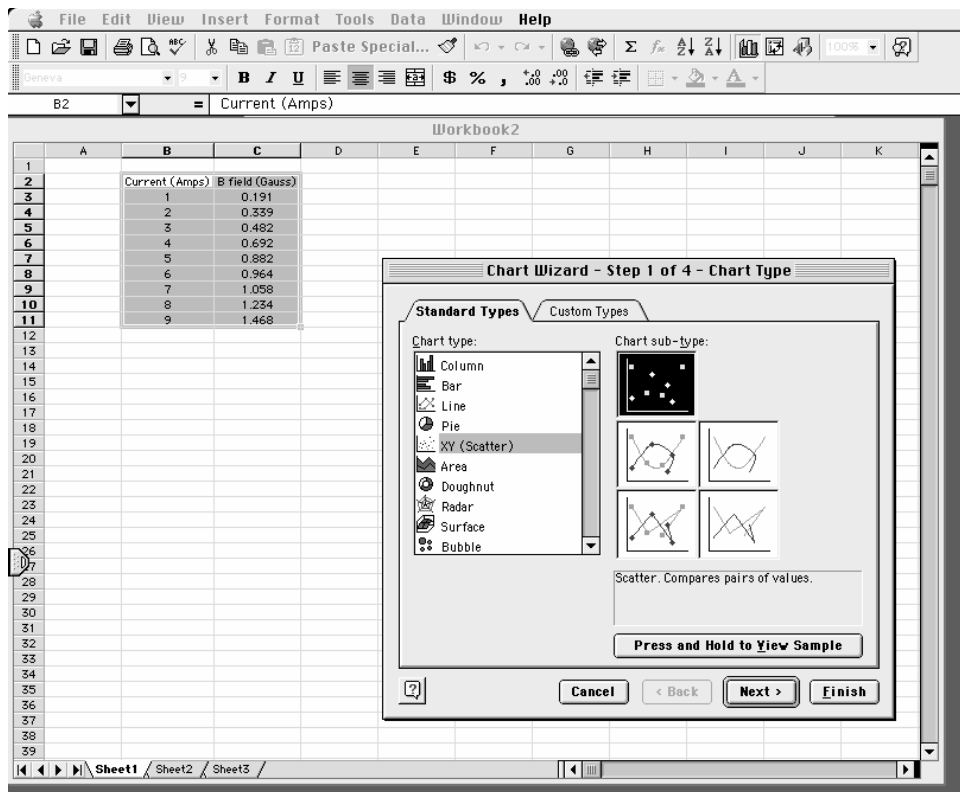 File Edit View Insert Format Tools Data Window Help
ABC Paste Special... Σ fx A Z Z A 100%
Geneva 9 B I U $ % , +.0 .00 .00 +.0 A
B2 = Current (Amps)
Workbook2
A B C D E F G H I J K
1
2 Current (Amps) B field (Gauss)
3 1 0.191
4 2 0.339
5 3 0.482
6 4 0.692
7 5 0.882
8 6 0.964
9 7 1.058
10 8 1.234
11 9 1.468
12
13
14
15
16
17
18
19
20
21
22
23
24
25
26
27
28
29
30
31
32
33
34
35
36
37
38
39
Chart Wizard - Step 1 of 4 - Chart Type
Standard Types Custom Types
Chart type: Chart sub-type:
Column
Bar
Line
Pie
XY (Scatter)
Area
Doughnut
Radar
Surface
Bubble
Scatter. Compares pairs of values.
Press and Hold to View Sample
? Cancel < Back Next > Finish
Sheet1 Sheet2 Sheet3